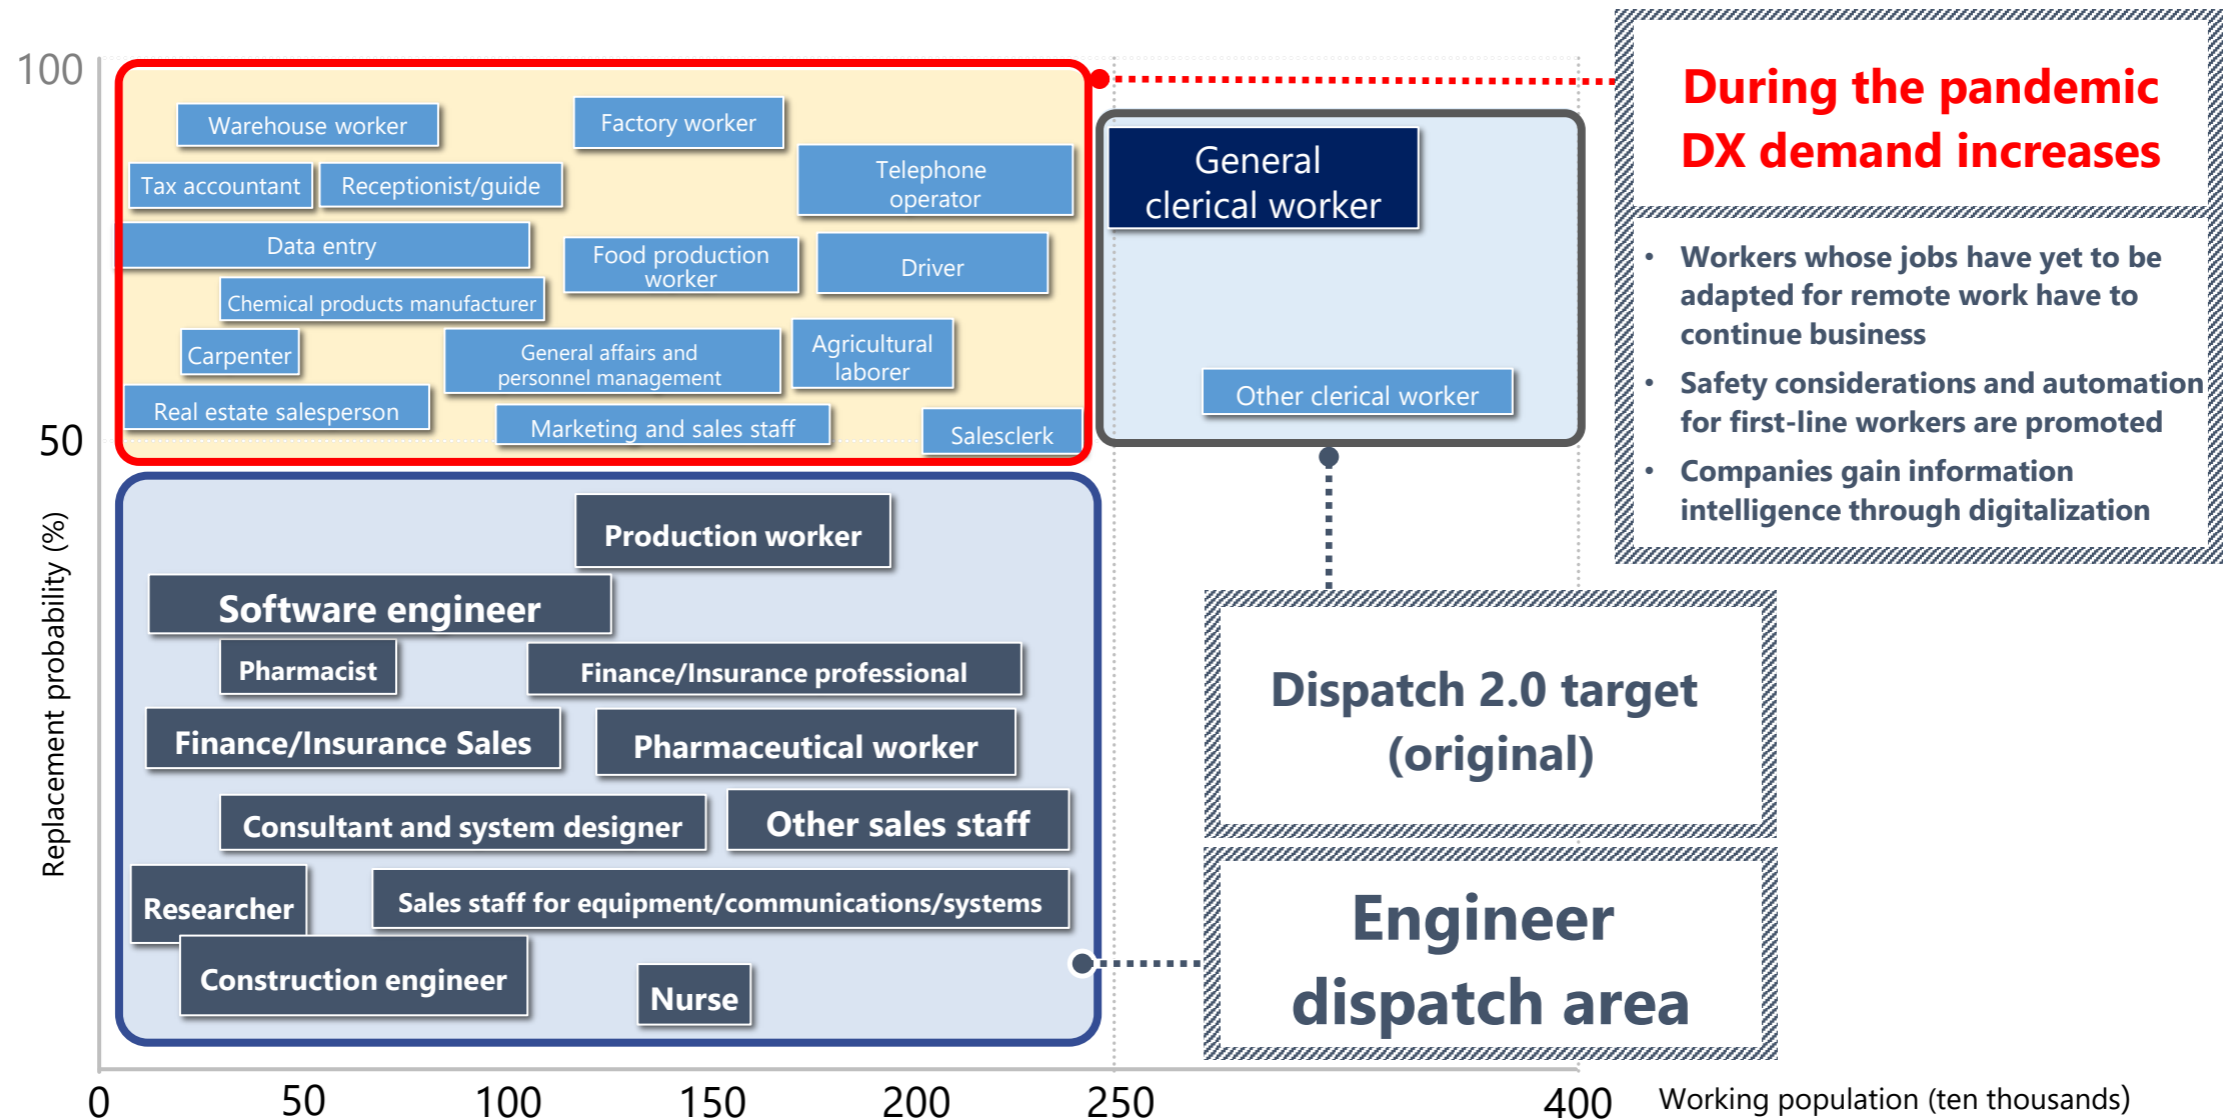 100
50
Replacement probability (%)
Warehouse worker
Factory worker
Tax accountant
Receptionist/guide
Telephone
operator
Data entry
Food production
worker
Driver
Chemical products manufacturer
Carpenter
General affairs and
personnel management
Agricultural
laborer
Real estate salesperson
Marketing and sales staff
Salesclerk
General
clerical worker
Other clerical worker
During the pandemic
DX demand increases
• Workers whose jobs have yet to be
adapted for remote work have to
continue business
• Safety considerations and automation
for first-line workers are promoted
• Companies gain information
intelligence through digitalization
Production worker
Software engineer
Pharmacist
Finance/Insurance professional
Finance/Insurance Sales
Pharmaceutical worker
Consultant and system designer
Other sales staff
Researcher
Sales staff for equipment/communications/systems
Construction engineer
Nurse
Dispatch 2.0 target
(original)
Engineer
dispatch area
0
50
100
150
200
250
400
Working population (ten thousands)